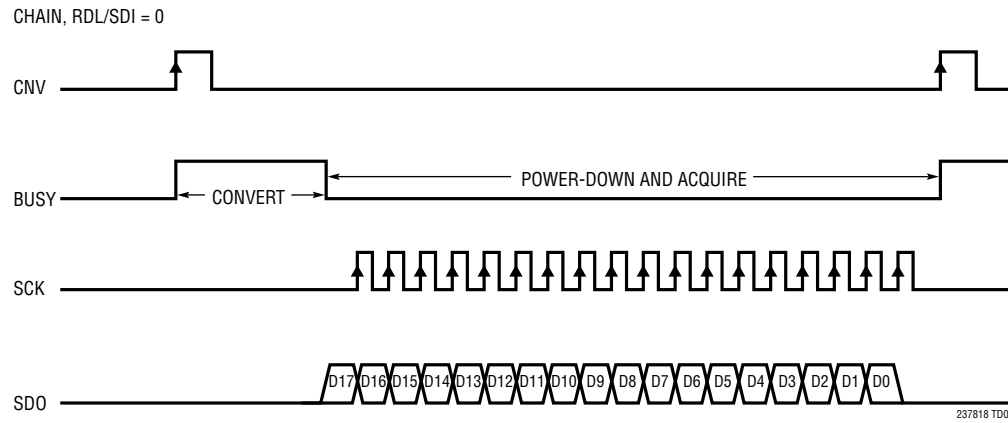 CHAIN, RDL/SDI = 0
CNV
BUSY
CONVERT
POWER-DOWN AND ACQUIRE
SCK
SDO
D17 D16 D15 D14 D13 D12 D11 D10 D9 D8 D7 D6 D5 D4 D3 D2 D1 D0
237818 TD0